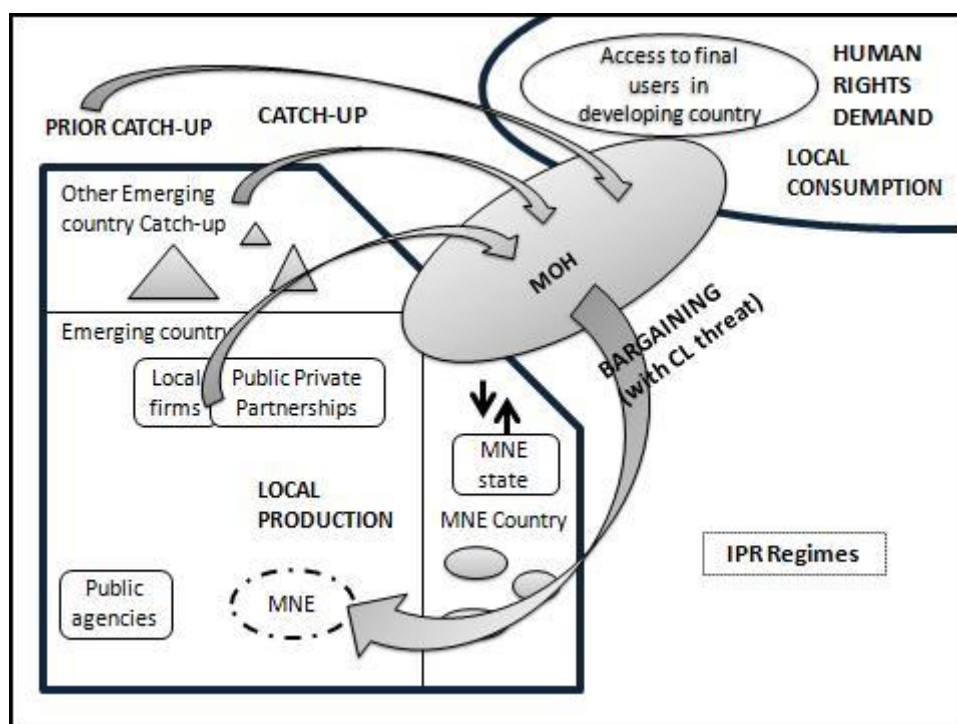 Access to final
users in
developing country
HUMAN
RIGHTS
DEMAND
PRIOR CATCH-UP
CATCH-UP
LOCAL
CONSUMPTION
Other Emerging
country Catch-up
MOH
BARGAINING
(with CL threat)
Emerging country
Local
firms
Public Private
Partnerships
MNE
state
LOCAL
PRODUCTION
MNE Country
IPR Regimes
Public
agencies
MNE